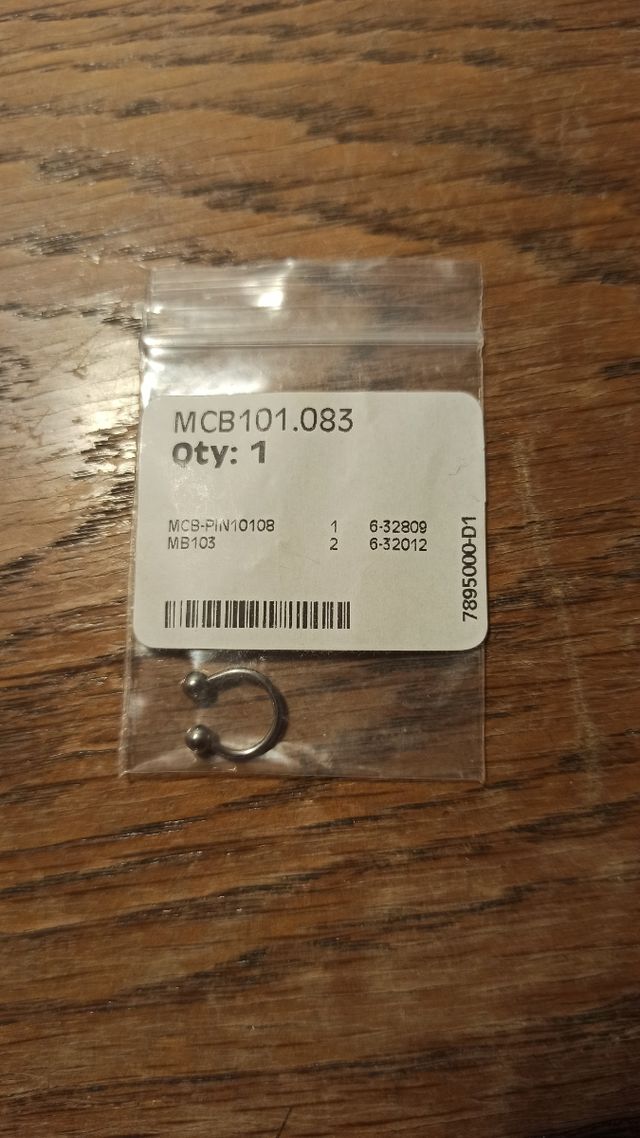 MCB101.083
Qty: 1
MCB-PIN10108 1 6-32809
MB103 2 6-32012
7895000-D1